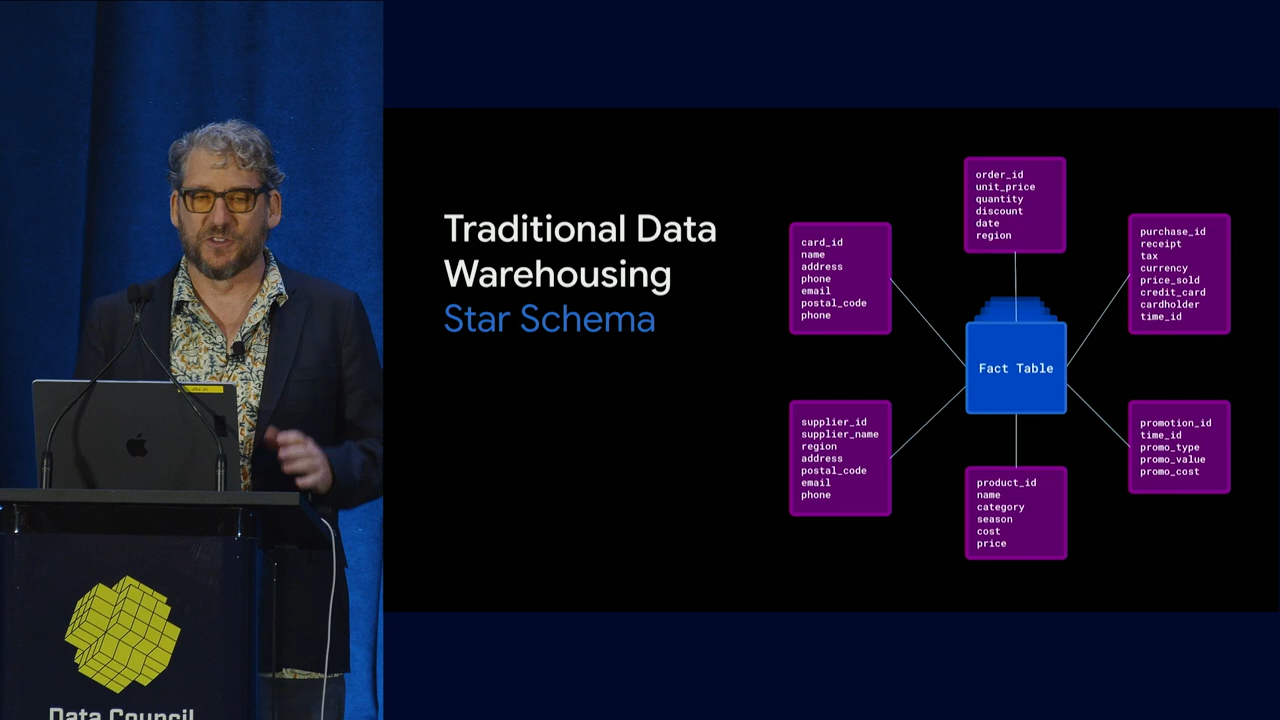 Traditional Data
Warehousing
Star Schema
order_id
unit_price
quantity
discount
date
region
card_id
name
address
phone
email
postal_code
phone
purchase_id
receipt
tax
currency
price_sold
credit_card
cardholder
time_id
Fact Table
supplier_id
supplier_name
region
address
postal_code
email
phone
product_id
name
category
season
cost
price
promotion_id
time_id
promo_type
promo_value
promo_cost
Data Council